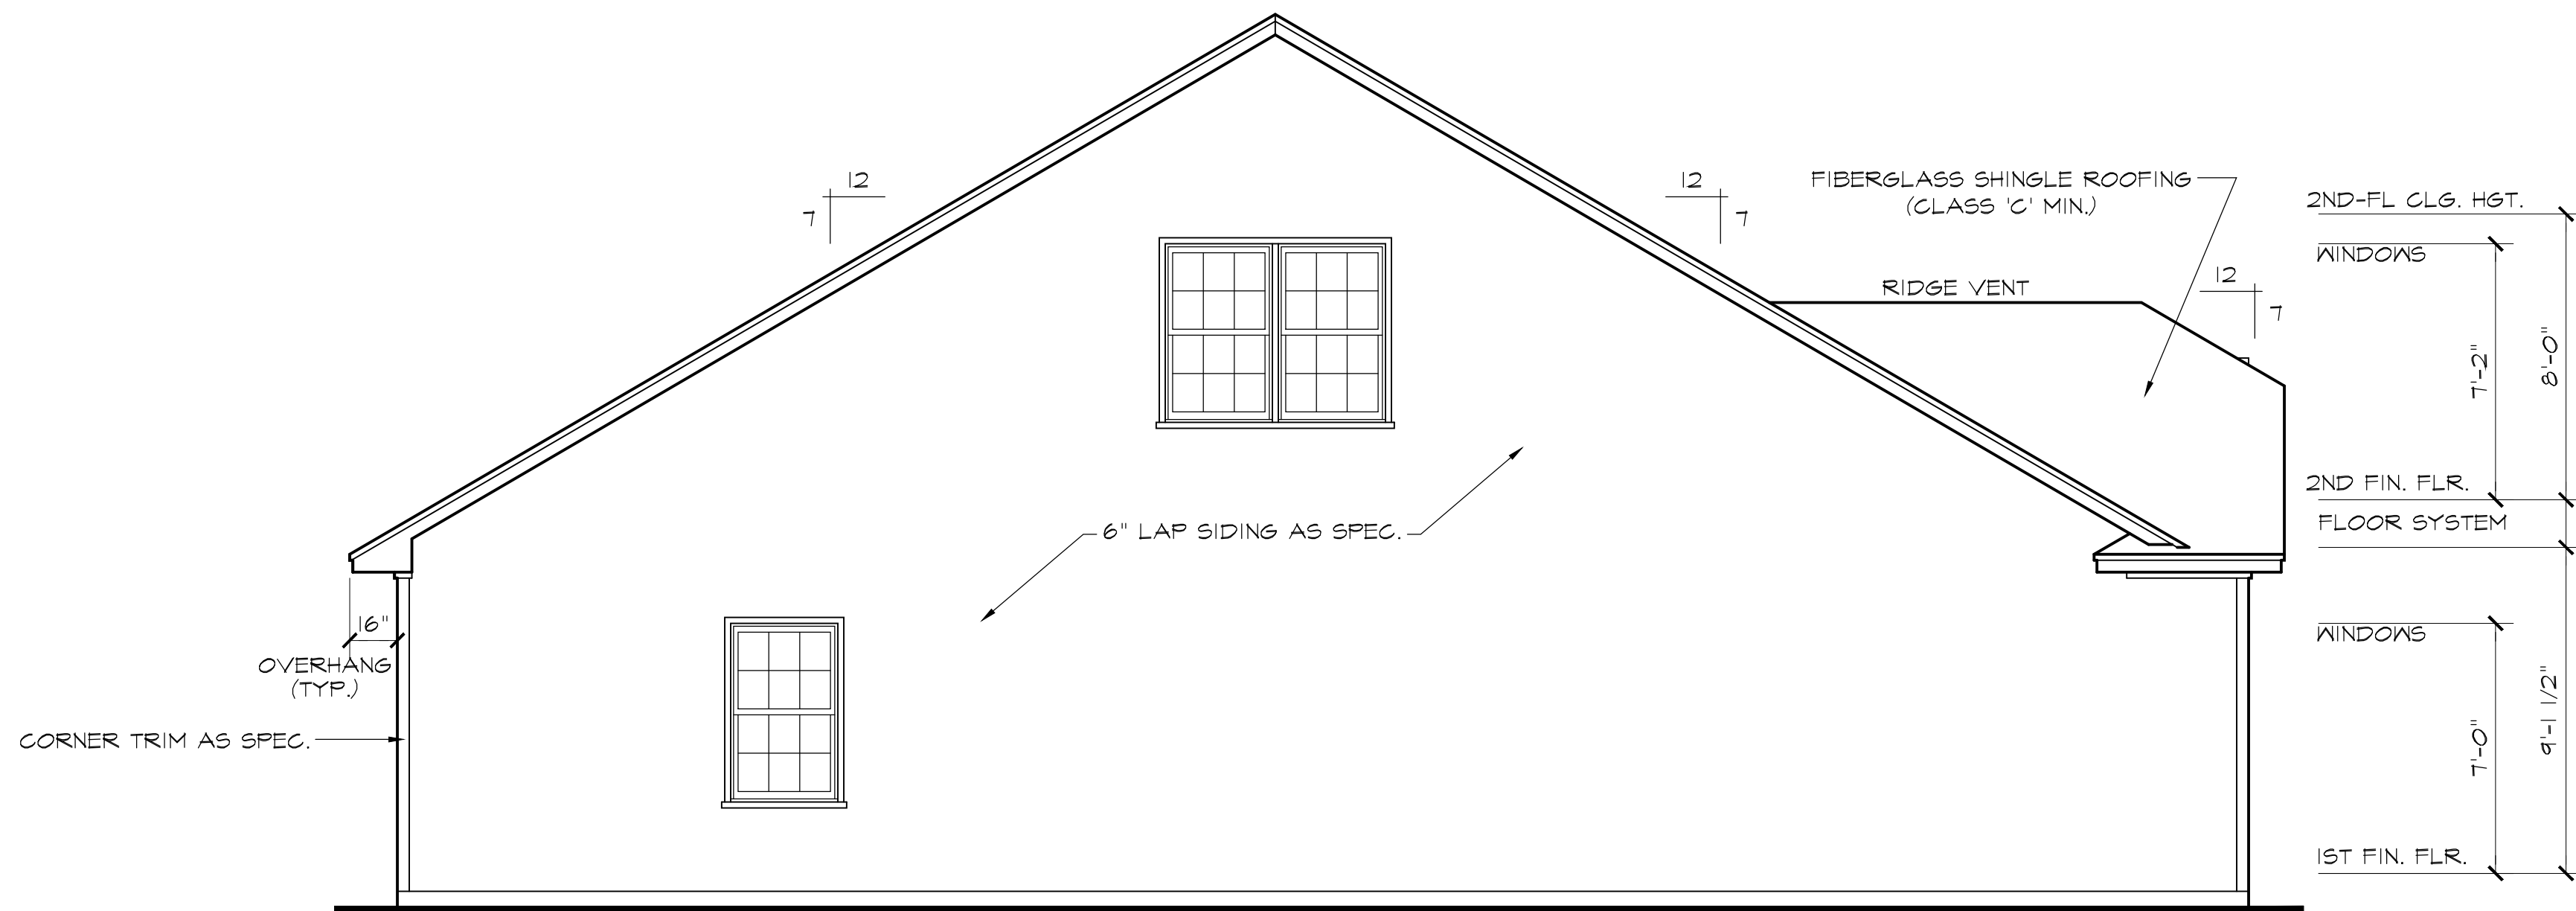 12
7
12
7
FIBERGLASS SHINGLE ROOFING
(CLASS 'C' MIN.)
2ND-FL CLG. HGT.
WINDOWS
RIDGE VENT
12
7
7'-2"
8'-0"
2ND FIN. FLR.
FLOOR SYSTEM
6" LAP SIDING AS SPEC.
16"
OVERHANG
(TYP.)
CORNER TRIM AS SPEC.
WINDOWS
7'-0"
9'-1 1/2"
1ST FIN. FLR.